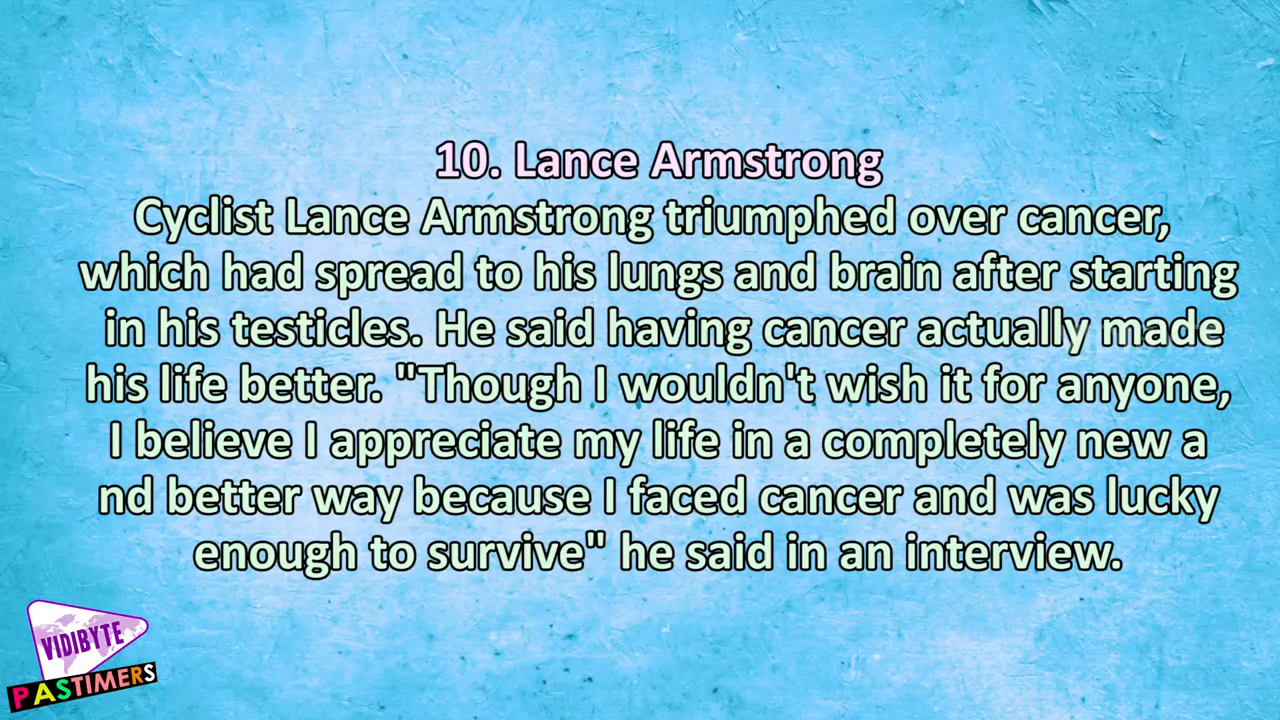 10. Lance Armstrong
Cyclist Lance Armstrong triumphed over cancer,
which had spread to his lungs and brain after starting
in his testicles. He said having cancer actually made
his life better. "Though I wouldn't wish it for anyone,
I believe I appreciate my life in a completely new a
nd better way because I faced cancer and was lucky
enough to survive" he said in an interview.
VIDIBYTE
PASTIMERS